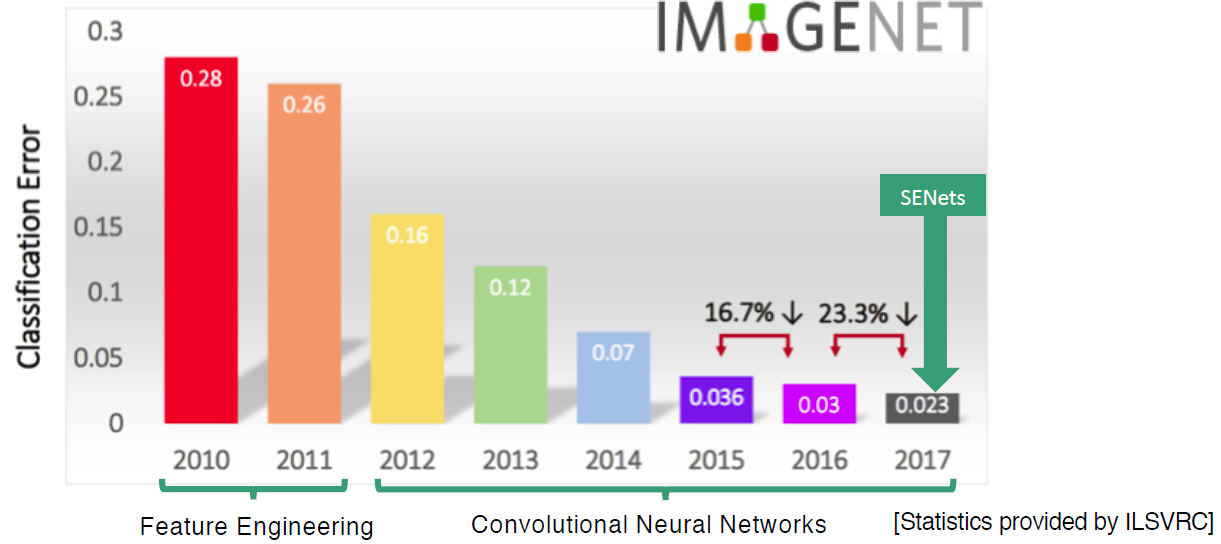 IMAGENET
Classification Error
0.3
0.25
0.2
0.15
0.1
0.05
0
0.28
0.26
0.16
0.12
0.07
0.036
0.03
0.023
16.7% ↓ 23.3% ↓
SENets
2010 2011 2012 2013 2014 2015 2016 2017
Feature Engineering
Convolutional Neural Networks
[Statistics provided by ILSVRC]